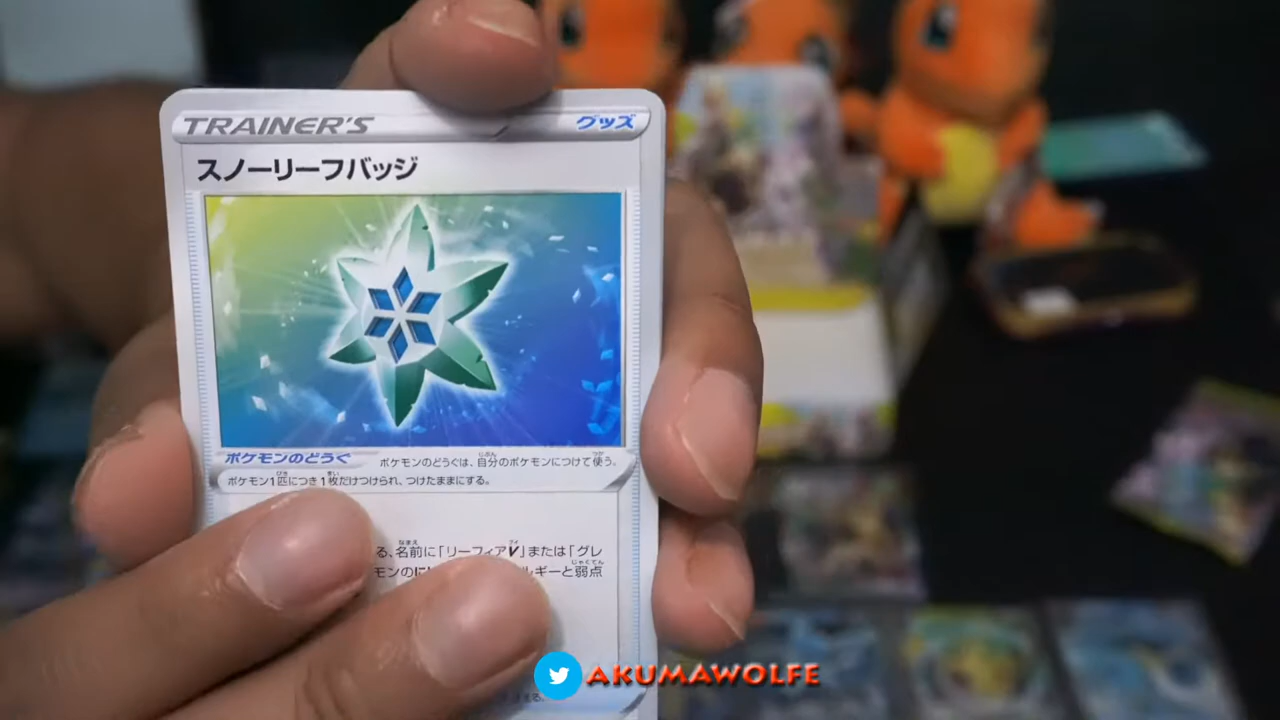 TRAINER'S グッズ
スノーリーフバッジ
ポケモンのどうぐ ポケモンのどうぐは、自分のポケモンにつけて使う。
ポケモン1匹につき1枚だけつけられ、つけたままにする。
る、名前に「リーフィアV」または「グレ
モンのに
ルギーと弱点
AKUMAWOLFE